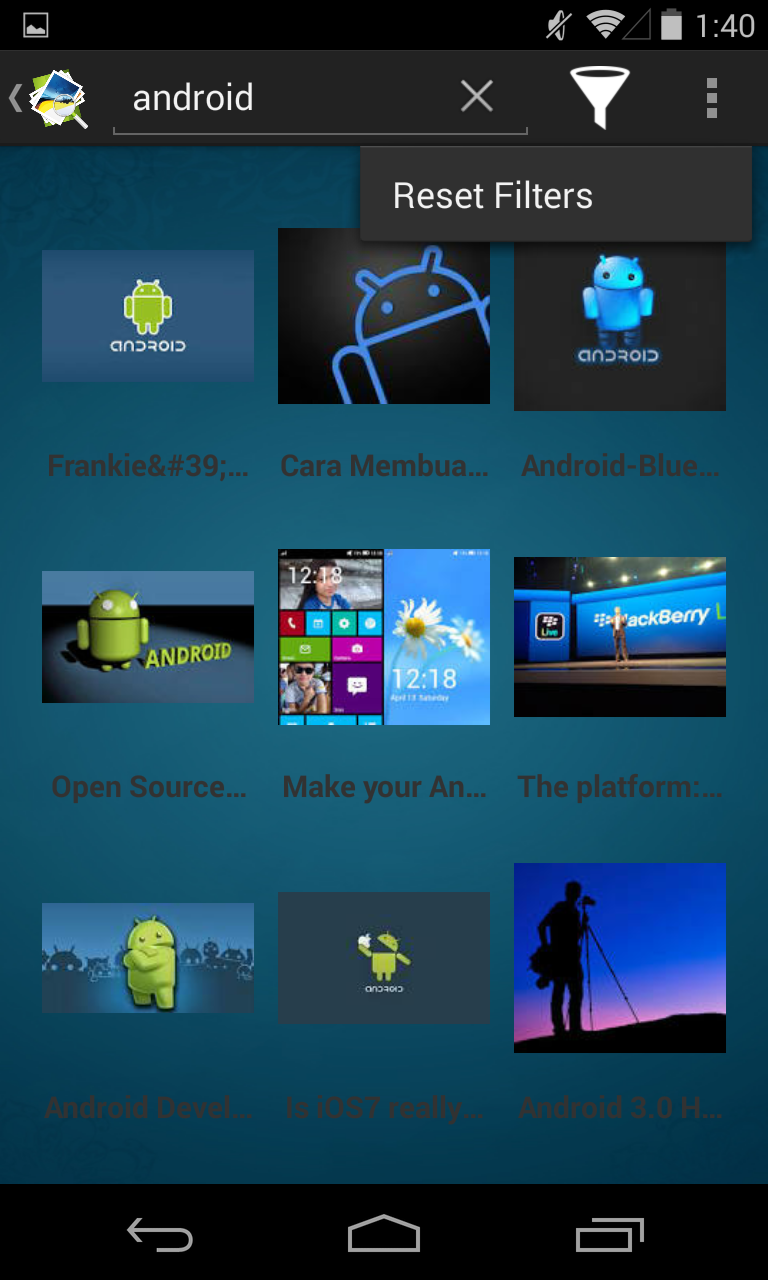 1:40
android
Reset Filters
ANDROID
ANDROID
Frankie&#39;...
Cara Membua...
Android-Blue...
ANDROID
12:18
12:18
April 13 Saturday
Live
BlackBerry L
Open Source...
Make your An...
The platform:...
ANDROID
Android Devel...
Is iOS7 really...
Android 3.0 H...